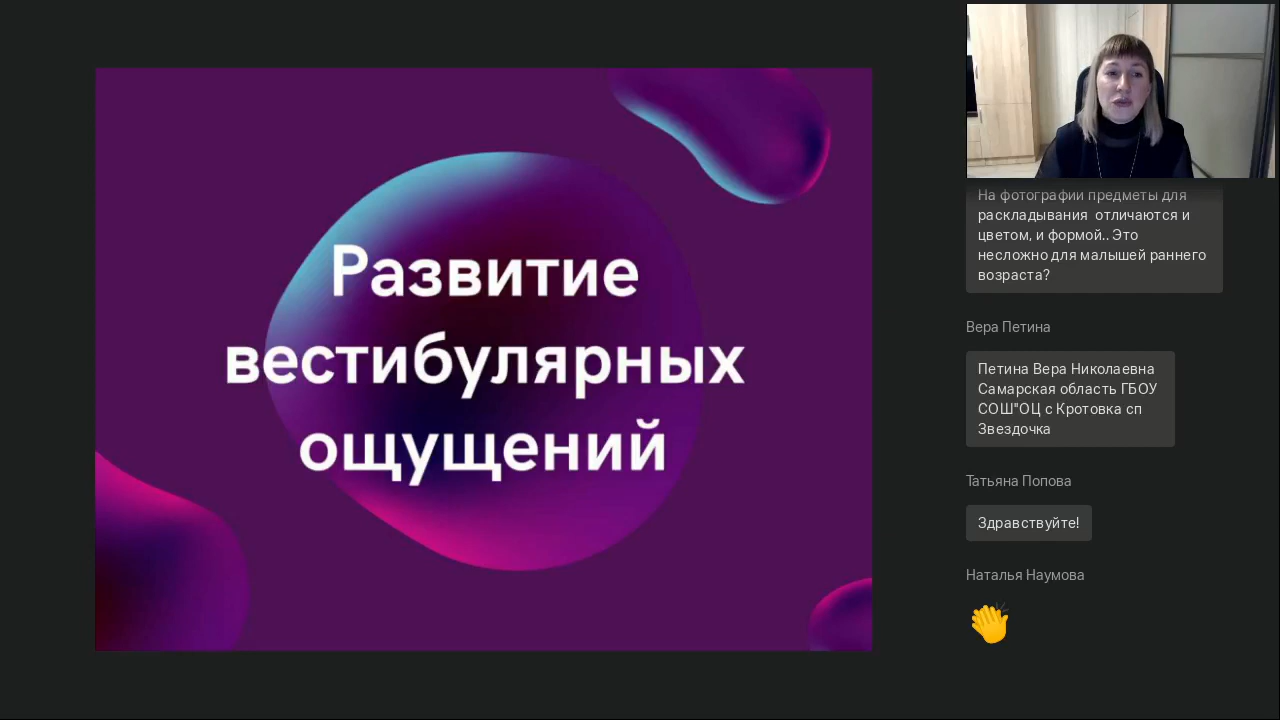 Развитие
вестибулярных
ощущений
На фотографии предметы для
раскладывания отличаются и
цветом, и формой.. Это
несложно для малышей раннего
возраста?
Вера Петина
Петина Вера Николаевна
Самарская область ГБОУ
СОШ"ОЦ с Кротовка сп
Звездочка
Татьяна Попова
Здравствуйте!
Наталья Наумова